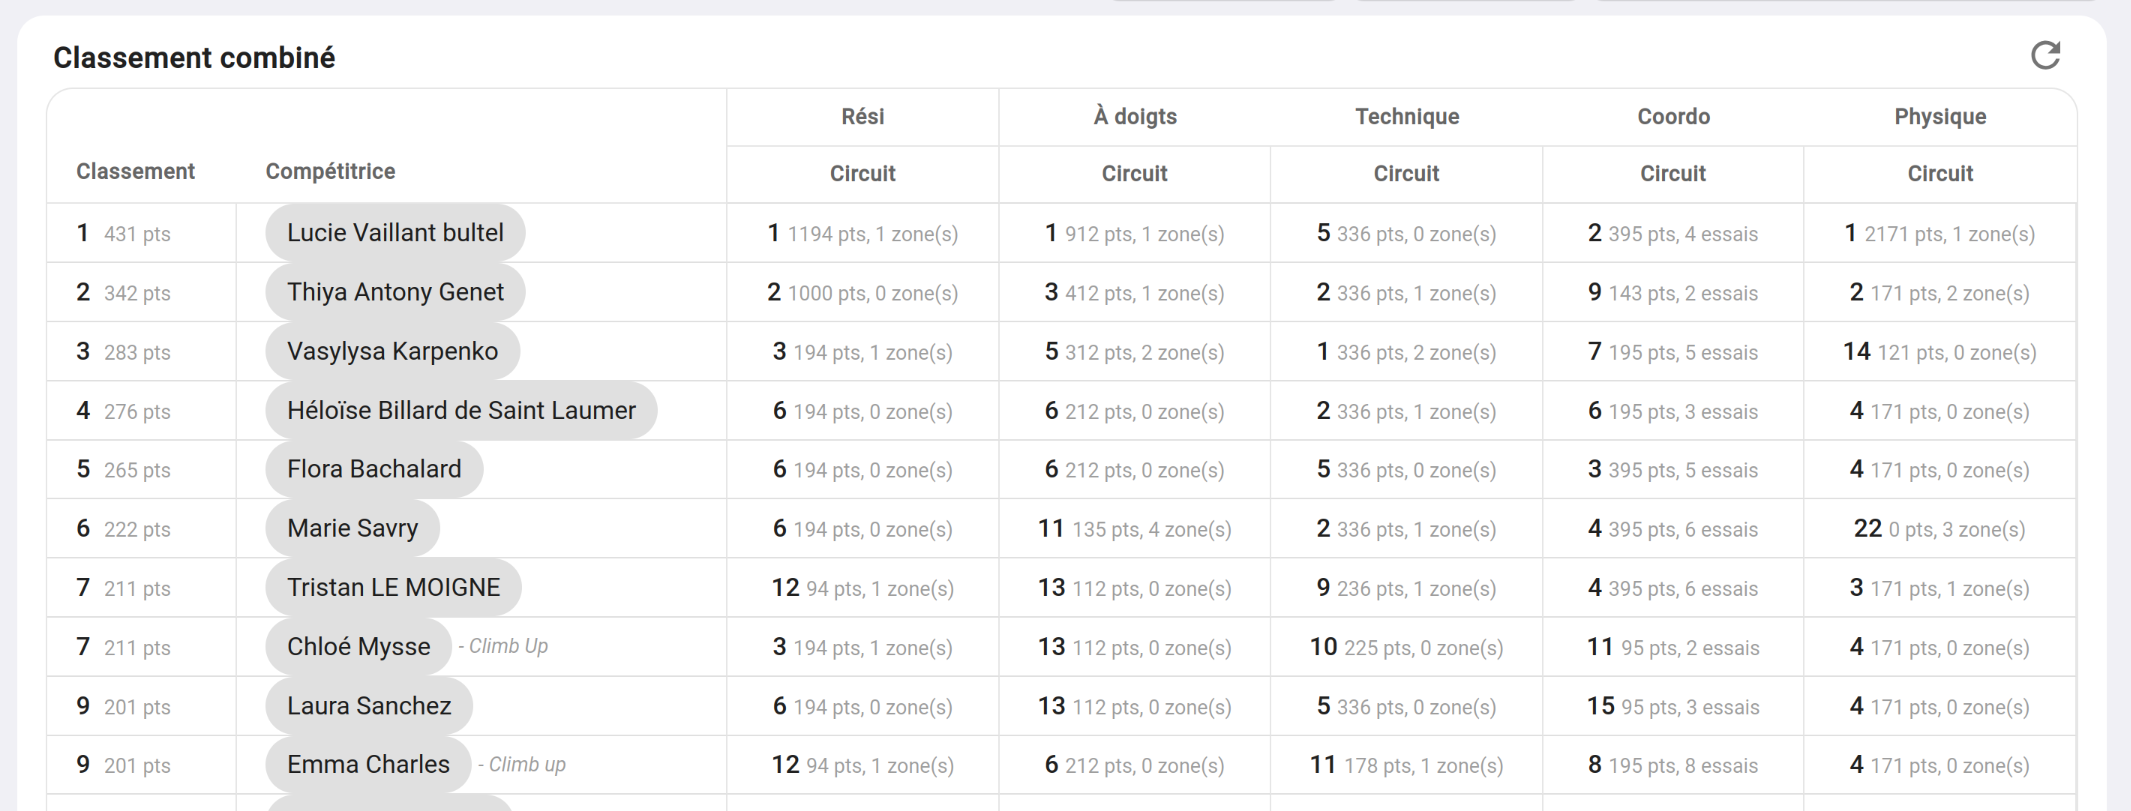 Classement combiné
Rési À doigts Technique Coordo Physique
Classement Compétitrice Circuit Circuit Circuit Circuit Circuit
1 431 pts Lucie Vaillant bultel 1 1194 pts, 1 zone(s) 1 912 pts, 1 zone(s) 5 336 pts, 0 zone(s) 2 395 pts, 4 essais 1 2171 pts, 1 zone(s)
2 342 pts Thiya Antony Genet 2 1000 pts, 0 zone(s) 3 412 pts, 1 zone(s) 2 336 pts, 1 zone(s) 9 143 pts, 2 essais 2 171 pts, 2 zone(s)
3 283 pts Vasylysa Karpenko 3 194 pts, 1 zone(s) 5 312 pts, 2 zone(s) 1 336 pts, 2 zone(s) 7 195 pts, 5 essais 14 121 pts, 0 zone(s)
4 276 pts Héloïse Billard de Saint Laumer 6 194 pts, 0 zone(s) 6 212 pts, 0 zone(s) 2 336 pts, 1 zone(s) 6 195 pts, 3 essais 4 171 pts, 0 zone(s)
5 265 pts Flora Bachalard 6 194 pts, 0 zone(s) 6 212 pts, 0 zone(s) 5 336 pts, 0 zone(s) 3 395 pts, 5 essais 4 171 pts, 0 zone(s)
6 222 pts Marie Savry 6 194 pts, 0 zone(s) 11 135 pts, 4 zone(s) 2 336 pts, 1 zone(s) 4 395 pts, 6 essais 22 0 pts, 3 zone(s)
7 211 pts Tristan LE MOIGNE 12 94 pts, 1 zone(s) 13 112 pts, 0 zone(s) 9 236 pts, 1 zone(s) 4 395 pts, 6 essais 3 171 pts, 1 zone(s)
7 211 pts Chloé Mysse - Climb Up 3 194 pts, 1 zone(s) 13 112 pts, 0 zone(s) 10 225 pts, 0 zone(s) 11 95 pts, 2 essais 4 171 pts, 0 zone(s)
9 201 pts Laura Sanchez 6 194 pts, 0 zone(s) 13 112 pts, 0 zone(s) 5 336 pts, 0 zone(s) 15 95 pts, 3 essais 4 171 pts, 0 zone(s)
9 201 pts Emma Charles - Climb up 12 94 pts, 1 zone(s) 6 212 pts, 0 zone(s) 11 178 pts, 1 zone(s) 8 195 pts, 8 essais 4 171 pts, 0 zone(s)